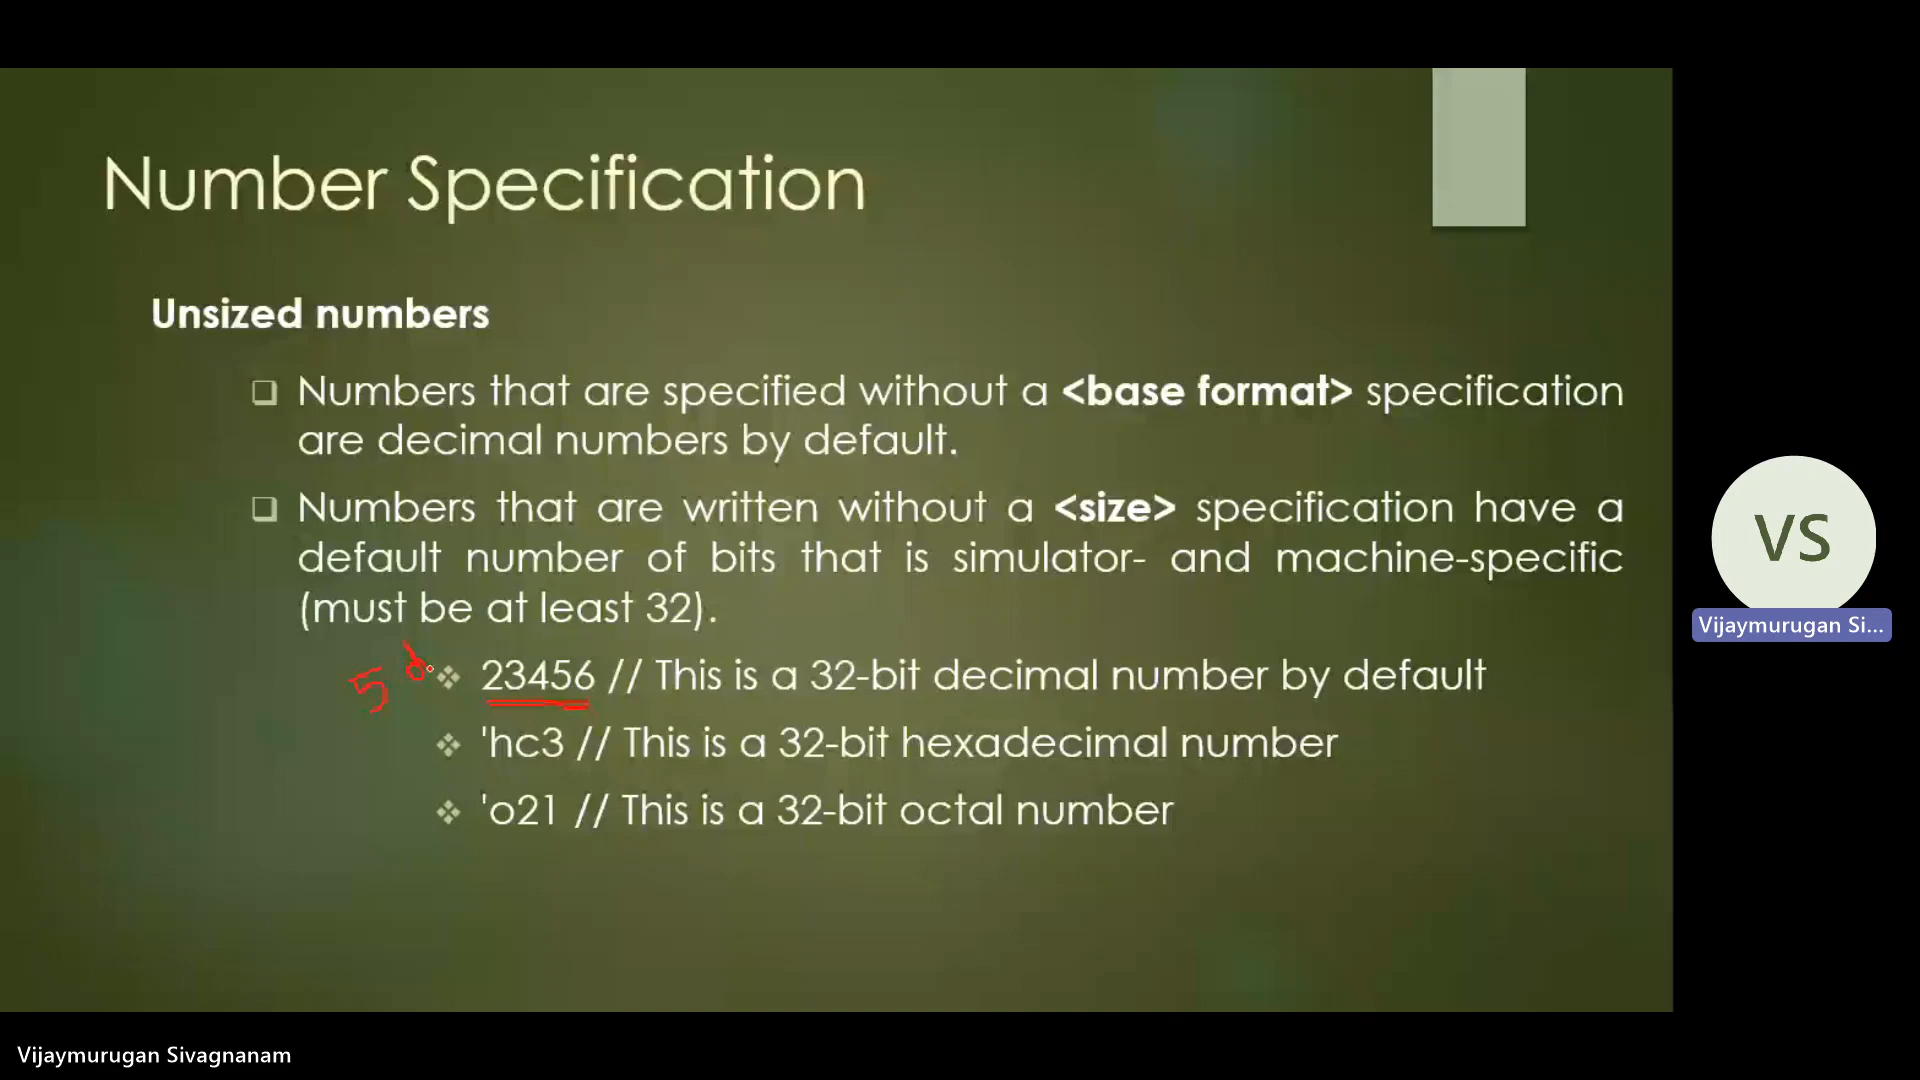 Number Specification
Unsized numbers
Numbers that are specified without a <base format> specification
are decimal numbers by default.
Numbers that are written without a <size> specification have a
default number of bits that is simulator- and machine-specific
(must be at least 32).
23456 // This is a 32-bit decimal number by default
'hc3 // This is a 32-bit hexadecimal number
'o21 // This is a 32-bit octal number
VS
Vijaymurugan Si...
Vijaymurugan Sivagnanam